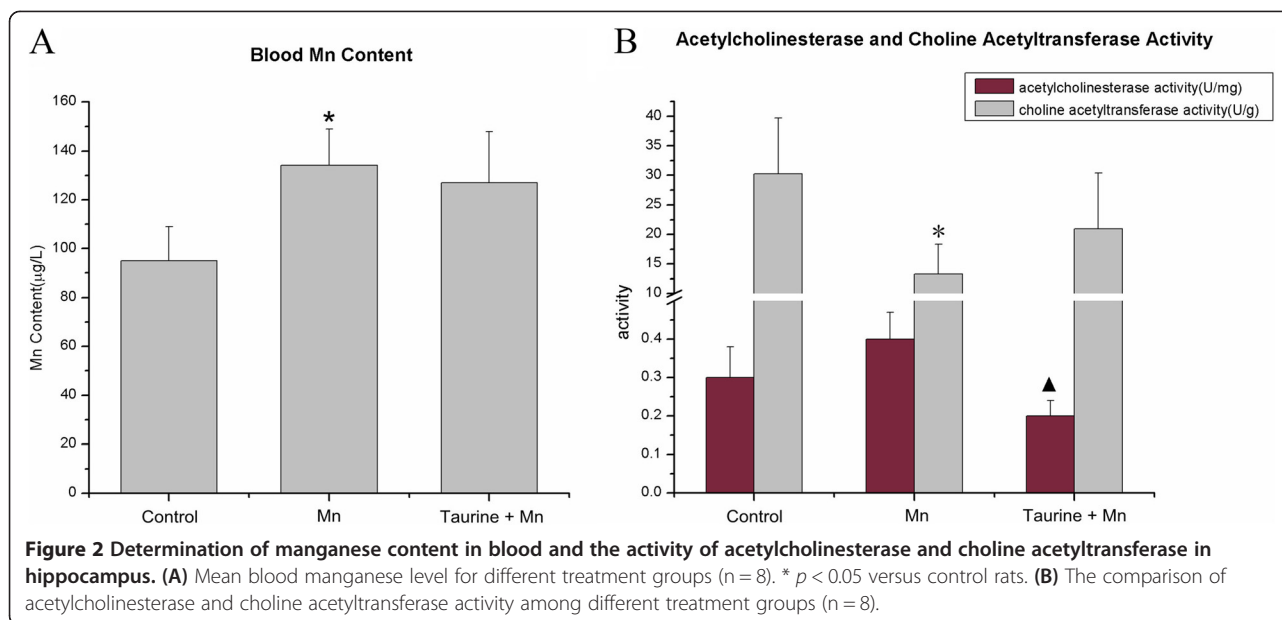 A
Blood Mn Content
160
140
120
100
80
60
40
20
0
Mn Content(μg/L)
*
Control Mn Taurine + Mn
B
Acetylcholinesterase and Choline Acetyltransferase Activity
acetylcholinesterase activity(U/mg)
choline acetyltransferase activity(U/g)
40
35
30
25
20
15
10
0.4
0.3
0.2
0.1
0.0
activity
*
▲
Control Mn Taurine + Mn
Figure 2 Determination of manganese content in blood and the activity of acetylcholinesterase and choline acetyltransferase in
hippocampus. (A) Mean blood manganese level for different treatment groups (n = 8). * p < 0.05 versus control rats. (B) The comparison of
acetylcholinesterase and choline acetyltransferase activity among different treatment groups (n = 8).